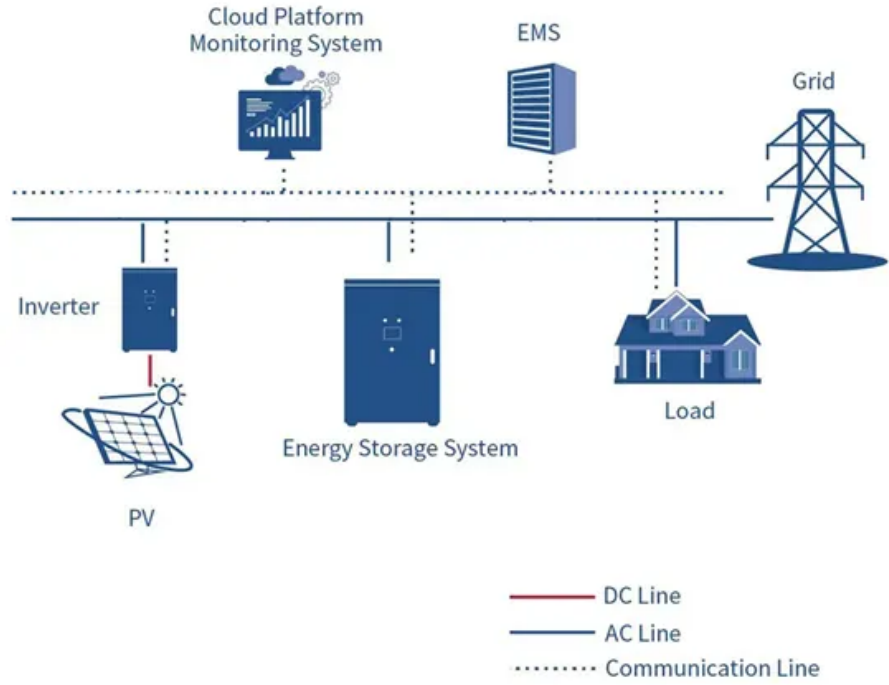 Cloud Platform
Monitoring System
EMS
Grid
Inverter
Load
Energy Storage System
PV
DC Line
AC Line
Communication Line